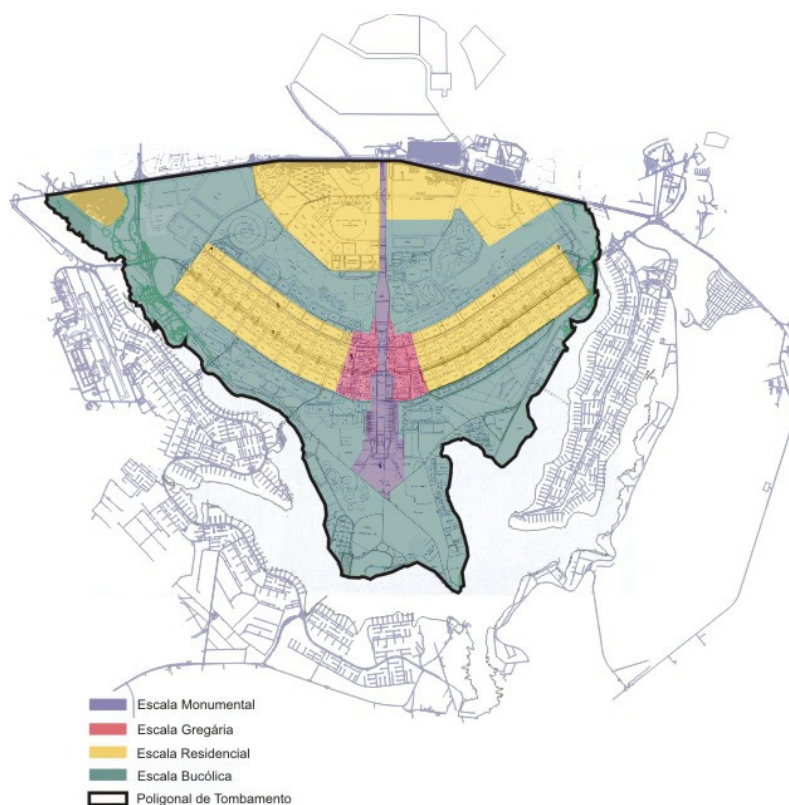 Escala Monumental
Escala Gregária
Escala Residencial
Escala Bucólica
Poligonal de Tombamento